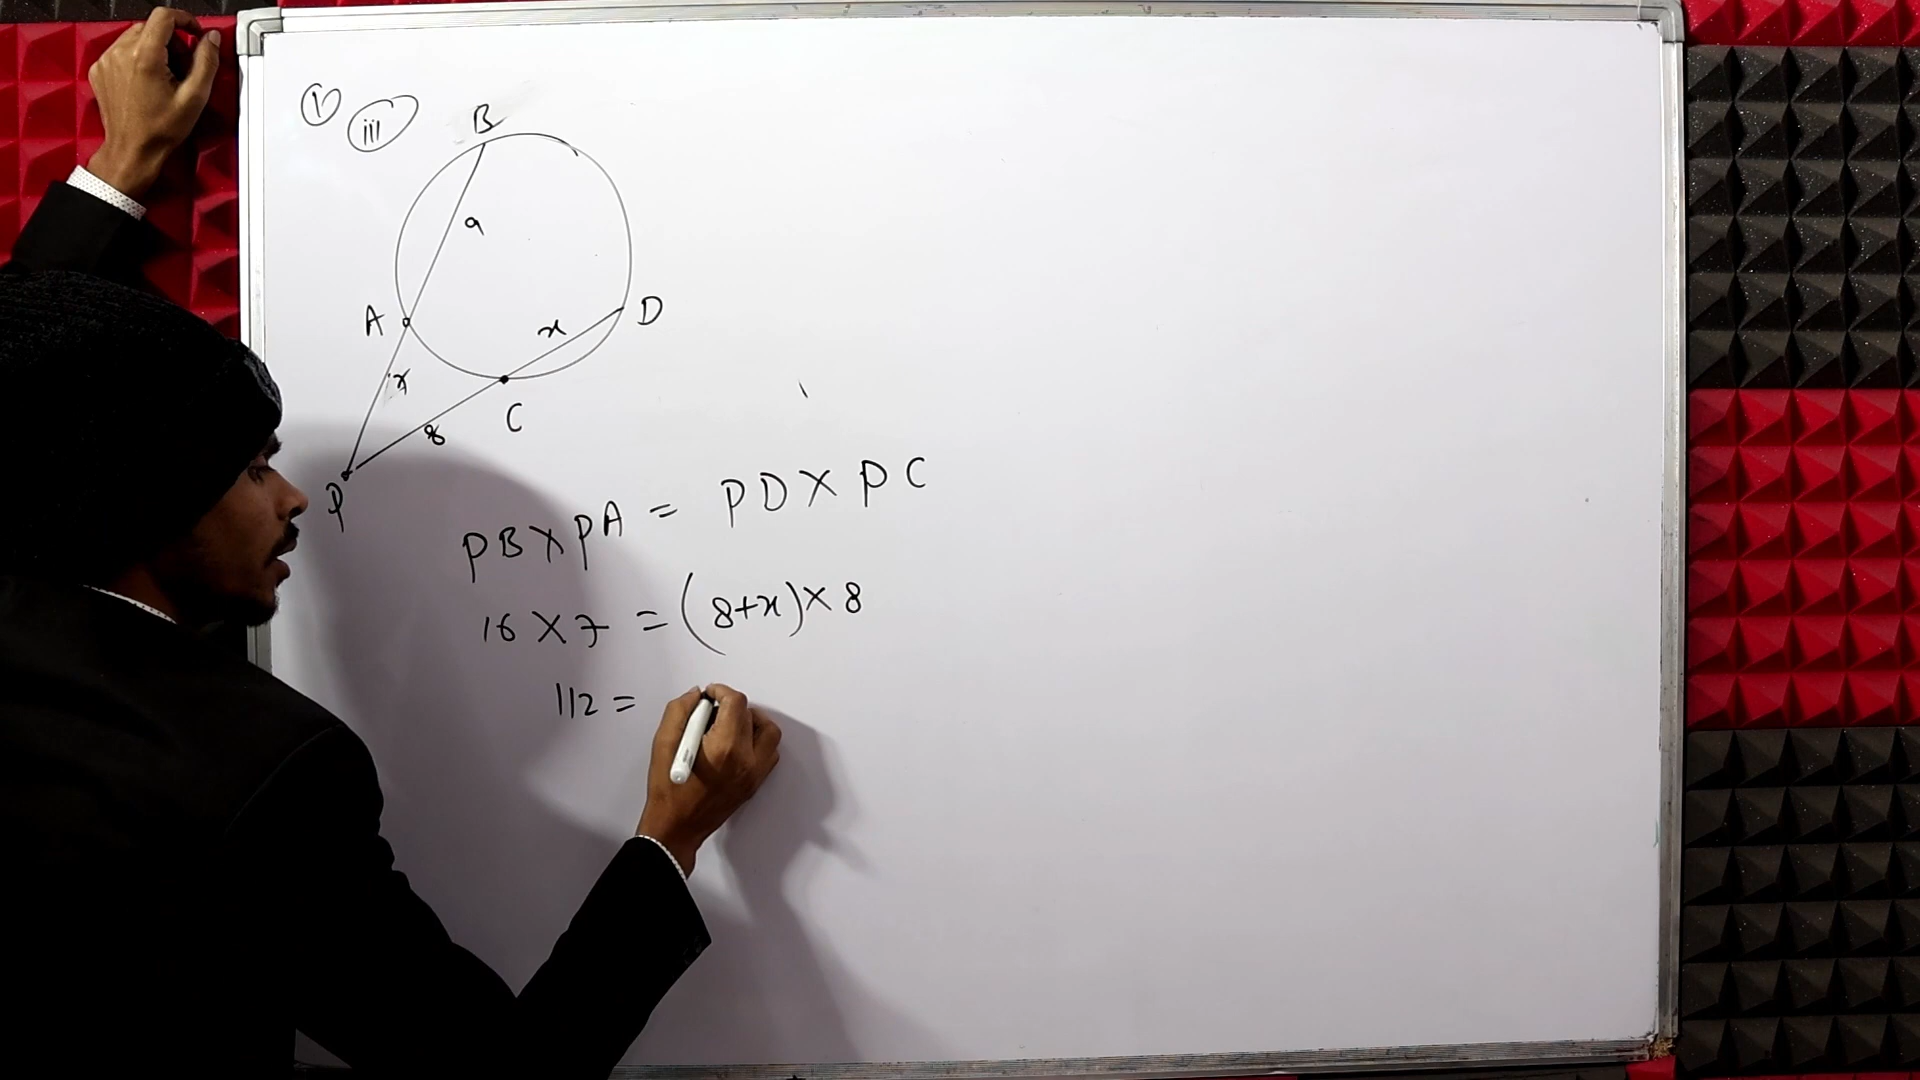 i
iii
B
9
A
D
x
7
C
8
P
PB X PA = PD X PC
16 X 7 = (8+x) X 8
112 =